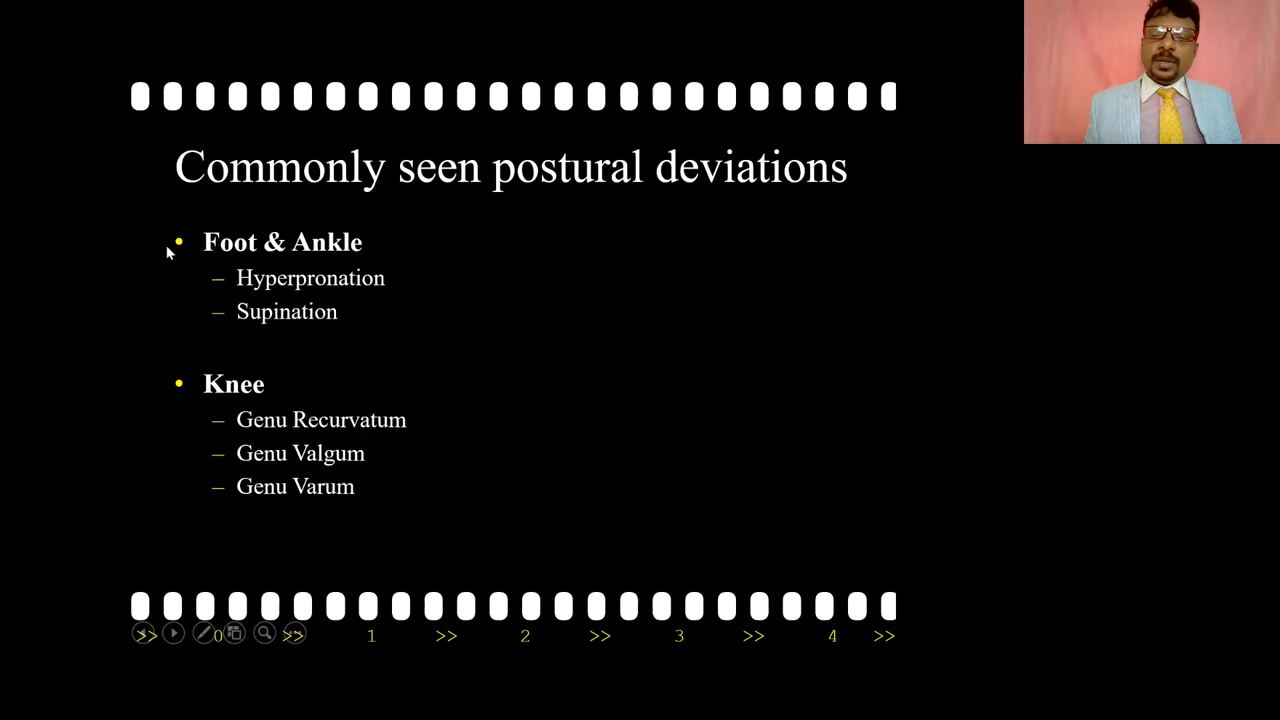 Commonly seen postural deviations
• Foot & Ankle
– Hyperpronation
– Supination
• Knee
– Genu Recurvatum
– Genu Valgum
– Genu Varum
>> 0 >> 1 >> 2 >> 3 >> 4 >>